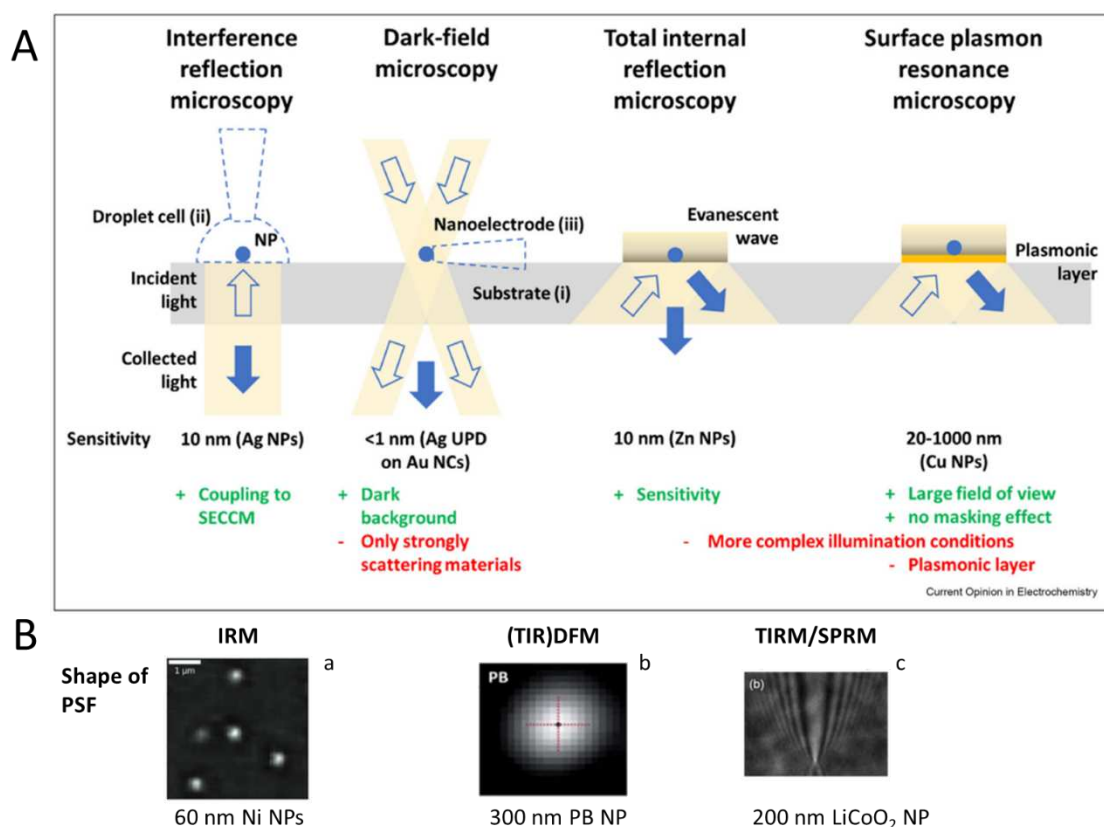 A
Interference
reflection
microscopy
Dark-field
microscopy
Total internal
reflection
microscopy
Surface plasmon
resonance
microscopy
Droplet cell (ii)
NP
Nanoelectrode (iii)
Evanescent
wave
Plasmonic
layer
Incident
light
Substrate (i)
Collected
light
Sensitivity
10 nm (Ag NPs)
<1 nm (Ag UPD
on Au NCs)
10 nm (Zn NPs)
20-1000 nm
(Cu NPs)
+ Coupling to
SECCM
+ Dark
background
- Only strongly
scattering materials
+ Sensitivity
+ Large field of view
+ no masking effect
- More complex illumination conditions
- Plasmonic layer
Current Opinion in Electrochemistry
B
IRM
(TIR)DFM
TIRM/SPRM
Shape of
PSF
1 µm
a
PB
b
(b)
c
60 nm Ni NPs
300 nm PB NP
200 nm LiCoO₂ NP